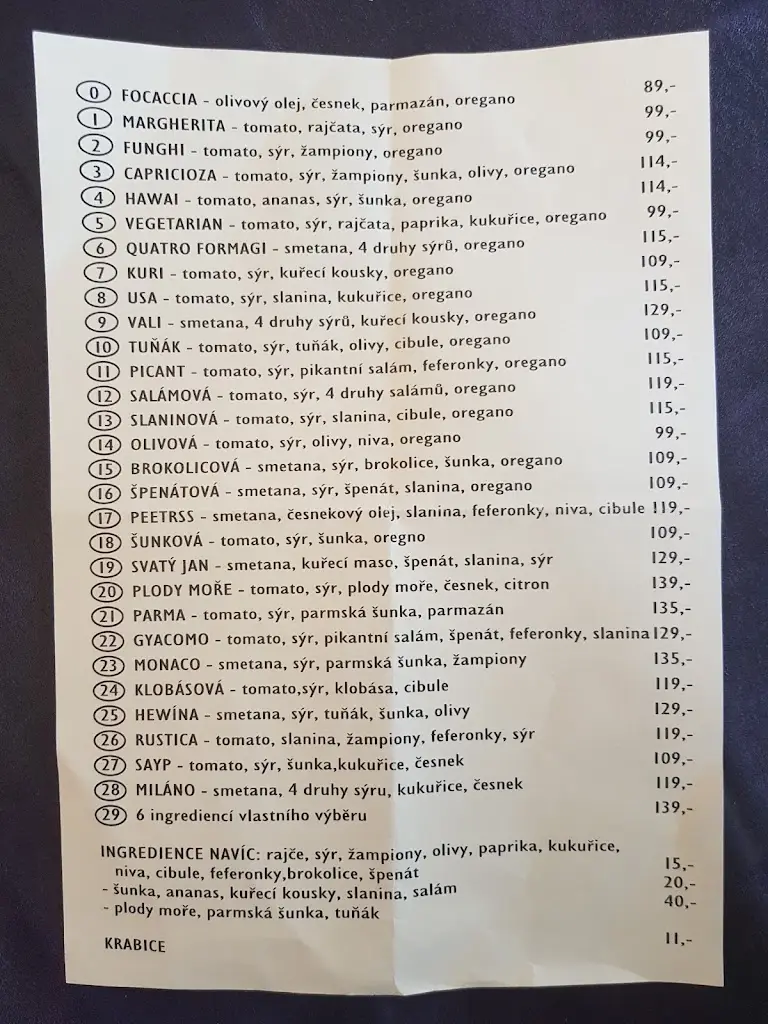 0 FOCACCIA - olivový olej, česnek, parmazán, oregano 89,-
1 MARGHERITA - tomato, rajčata, sýr, oregano 99,-
2 FUNGHI - tomato, sýr, žampiony, oregano 99,-
3 CAPRICIOZA - tomato, sýr, žampiony, šunka, olivy, oregano 114,-
4 HAWAI - tomato, ananas, sýr, šunka, oregano 114,-
5 VEGETARIAN - tomato, sýr, rajčata, paprika, kukuřice, oregano 99,-
6 QUATRO FORMAGI - smetana, 4 druhy sýrů, oregano 115,-
7 KURI - tomato, sýr, kuřecí kousky, oregano 109,-
8 USA - tomato, sýr, slanina, kukuřice, oregano 115,-
9 VALI - smetana, 4 druhy sýrů, kuřecí kousky, oregano 129,-
10 TUŇÁK - tomato, sýr, tuňák, olivy, cibule, oregano 109,-
11 PICANT - tomato, sýr, pikantní salám, feferonky, oregano 115,-
12 SALÁMOVÁ - tomato, sýr, 4 druhy salámů, oregano 119,-
13 SLANINOVÁ - tomato, sýr, slanina, cibule, oregano 115,-
14 OLIVOVÁ - tomato, sýr, olivy, niva, oregano 99,-
15 BROKOLICOVÁ - smetana, sýr, brokolice, šunka, oregano 109,-
16 ŠPENÁTOVÁ - smetana, sýr, špenát, slanina, oregano 109,-
17 PEETRSS - smetana, česnekový olej, slanina, feferonky, niva, cibule 119,-
18 ŠUNKOVÁ - tomato, sýr, šunka, oregno 109,-
19 SVATÝ JAN - smetana, kuřecí maso, špenát, slanina, sýr 129,-
20 PLODY MOŘE - tomato, sýr, plody moře, česnek, citron 139,-
21 PARMA - tomato, sýr, parmská šunka, parmazán 135,-
22 GYACOMO - tomato, sýr, pikantní salám, špenát, feferonky, slanina 129,-
23 MONACO - smetana, sýr, parmská šunka, žampiony 135,-
24 KLOBÁSOVÁ - tomato,sýr, klobása, cibule 119,-
25 HEWÍNA - smetana, sýr, tuňák, šunka, olivy 129,-
26 RUSTICA - tomato, slanina, žampiony, feferonky, sýr 119,-
27 SAYP - tomato, sýr, šunka,kukuřice, česnek 109,-
28 MILÁNO - smetana, 4 druhy sýru, kukuřice, česnek 119,-
29 6 ingrediencí vlastního výběru 139,-
INGREDIENCE NAVÍC: rajče, sýr, žampiony, olivy, paprika, kukuřice,
niva, cibule, feferonky,brokolice, špenát 15,-
- šunka, ananas, kuřecí kousky, slanina, salám 20,-
- plody moře, parmská šunka, tuňák 40,-
KRABICE 11,-